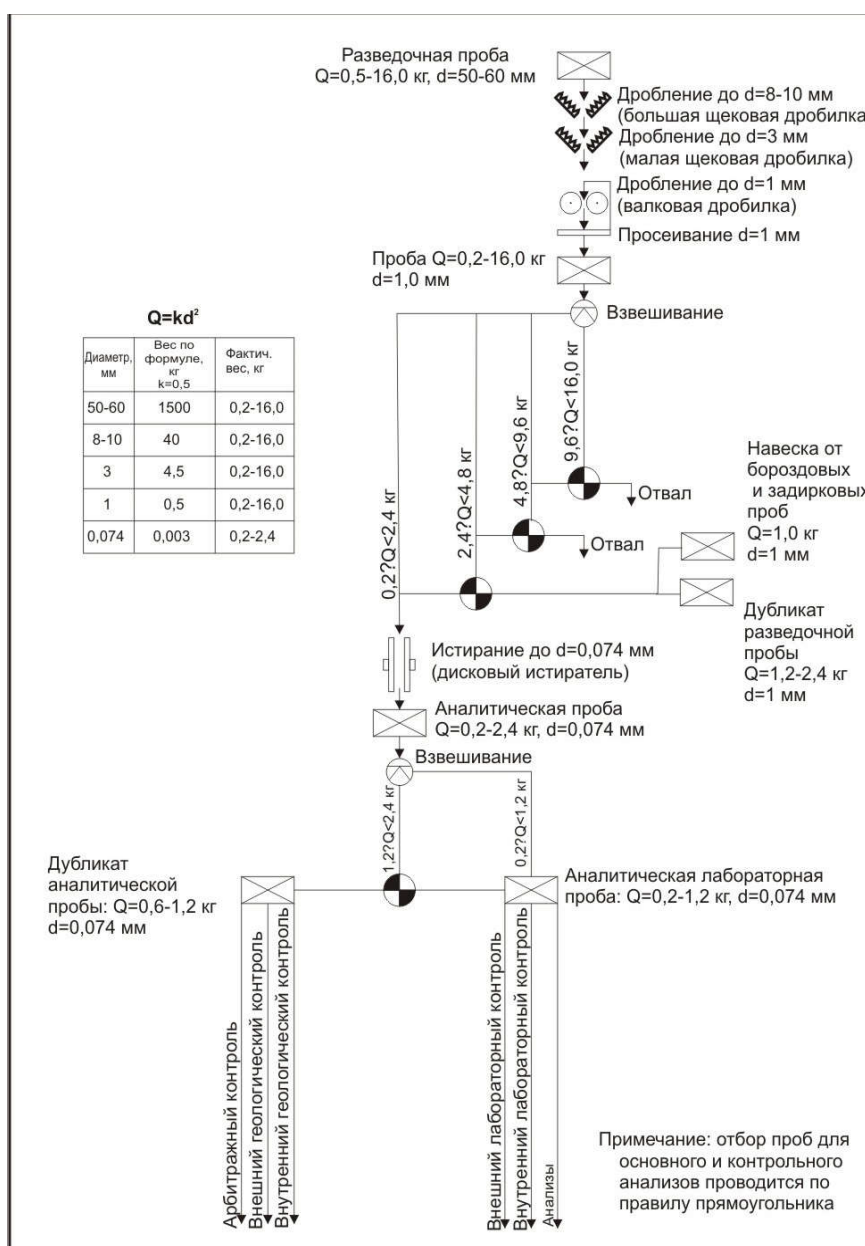 Разведочная проба
Q=0,5-16,0 кг, d=50-60 мм
Дробление до d=8-10 мм
(большая щековая дробилка
Дробление до d=3 мм
(малая щековая дробилка)
Дробление до d=1 мм
(валковая дробилка)
Просеивание d=1 мм
Проба Q=0,2-16,0 кг
d=1,0 мм
Взвешивание
Q=kd²
Диаметр, мм
Вес по формуле, кг k=0,5
Фактич. вес, кг
50-60 1500 0,2-16,0
8-10 40 0,2-16,0
3 4,5 0,2-16,0
1 0,5 0,2-16,0
0,074 0,003 0,2-2,4
0,2?Q<2,4 кг
2,4?Q<4,8 кг
4,8?Q<9,6 кг
9,6?Q<16,0 кг
Отвал
Отвал
Навеска от
бороздовых
и задирковых
проб
Q=1,0 кг
d=1 мм
Дубликат
разведочной
пробы
Q=1,2-2,4 кг
d=1 мм
Истирание до d=0,074 мм
(дисковый истиратель)
Аналитическая проба
Q=0,2-2,4 кг, d=0,074 мм
Взвешивание
1,2?Q<2,4 кг
0,2?Q<1,2 кг
Дубликат
аналитической
пробы: Q=0,6-1,2 кг
d=0,074 мм
Аналитическая лабораторная
проба: Q=0,2-1,2 кг, d=0,074 мм
Арбитражный контроль
Внешний геологический контроль
Внутренний геологический контроль
Внешний лабораторный контроль
Внутренний лабораторный контроль
Анализы
Примечание: отбор проб для
основного и контрольного
анализов проводится по
правилу прямоугольника